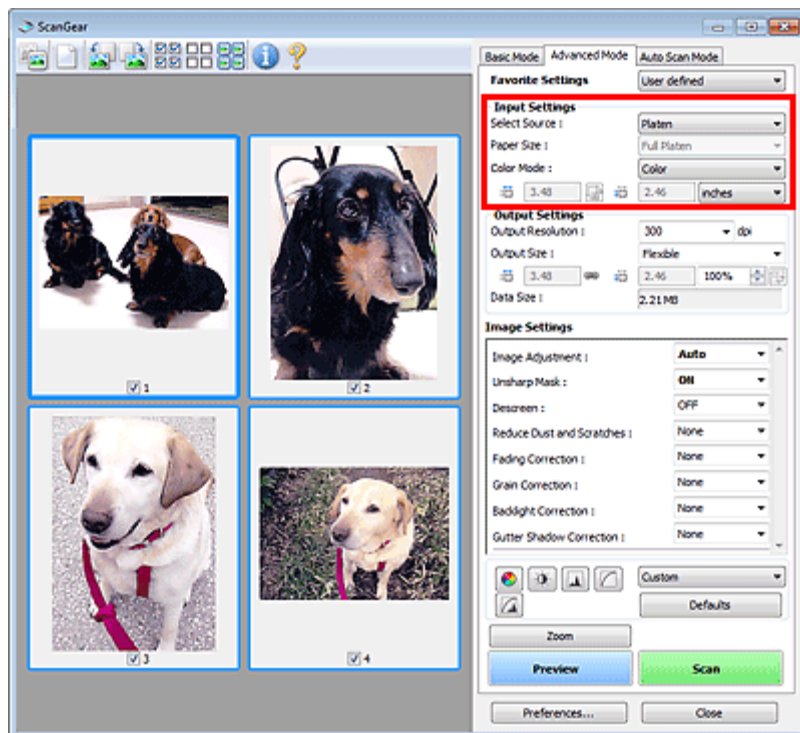 ScanGear
Basic Mode Advanced Mode Auto Scan Mode
Favorite Settings User defined
Input Settings
Select Source : Platen
Paper Size : Full Platen
Color Mode : Color
3.48 2.46 inches
Output Settings
Output Resolution : 300 dpi
Output Size : Flexible
3.48 2.46 100%
Data Size : 2.21MB
Image Settings
Image Adjustment : Auto
Unsharp Mask : ON
Descreen : OFF
Reduce Dust and Scratches : None
Fading Correction : None
Grain Correction : None
Backlight Correction : None
Gutter Shadow Correction : None
Custom
Defaults
Zoom
Preview Scan
Preferences... Close
1 2
3 4